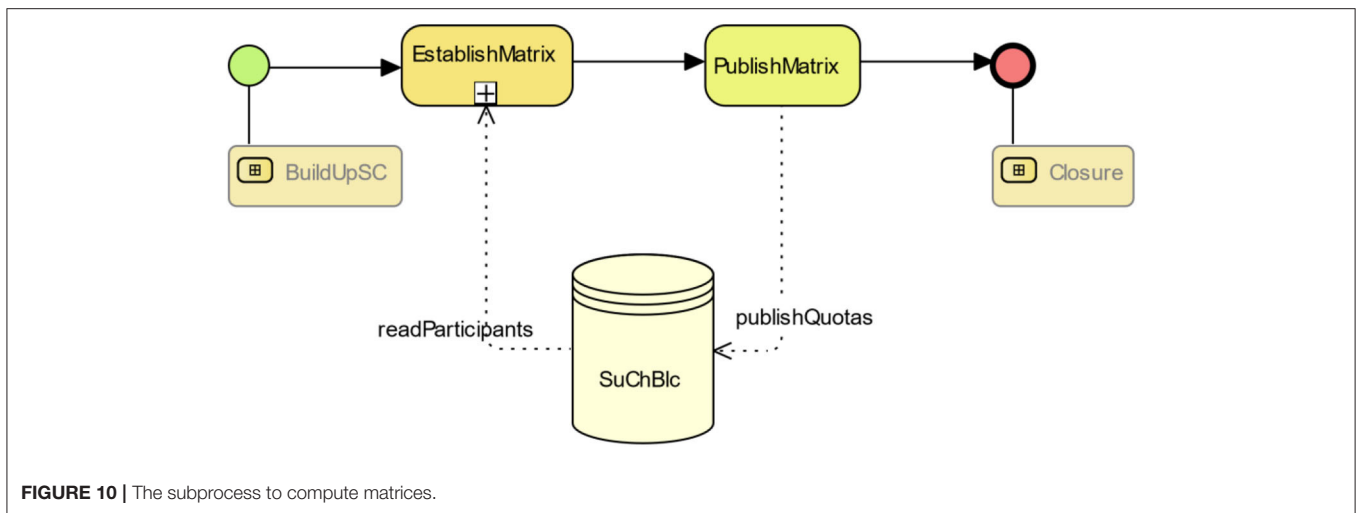 EstablishMatrix
PublishMatrix
BuildUpSC
Closure
readParticipants
publishQuotas
SuChBlc
FIGURE 10 | The subprocess to compute matrices.